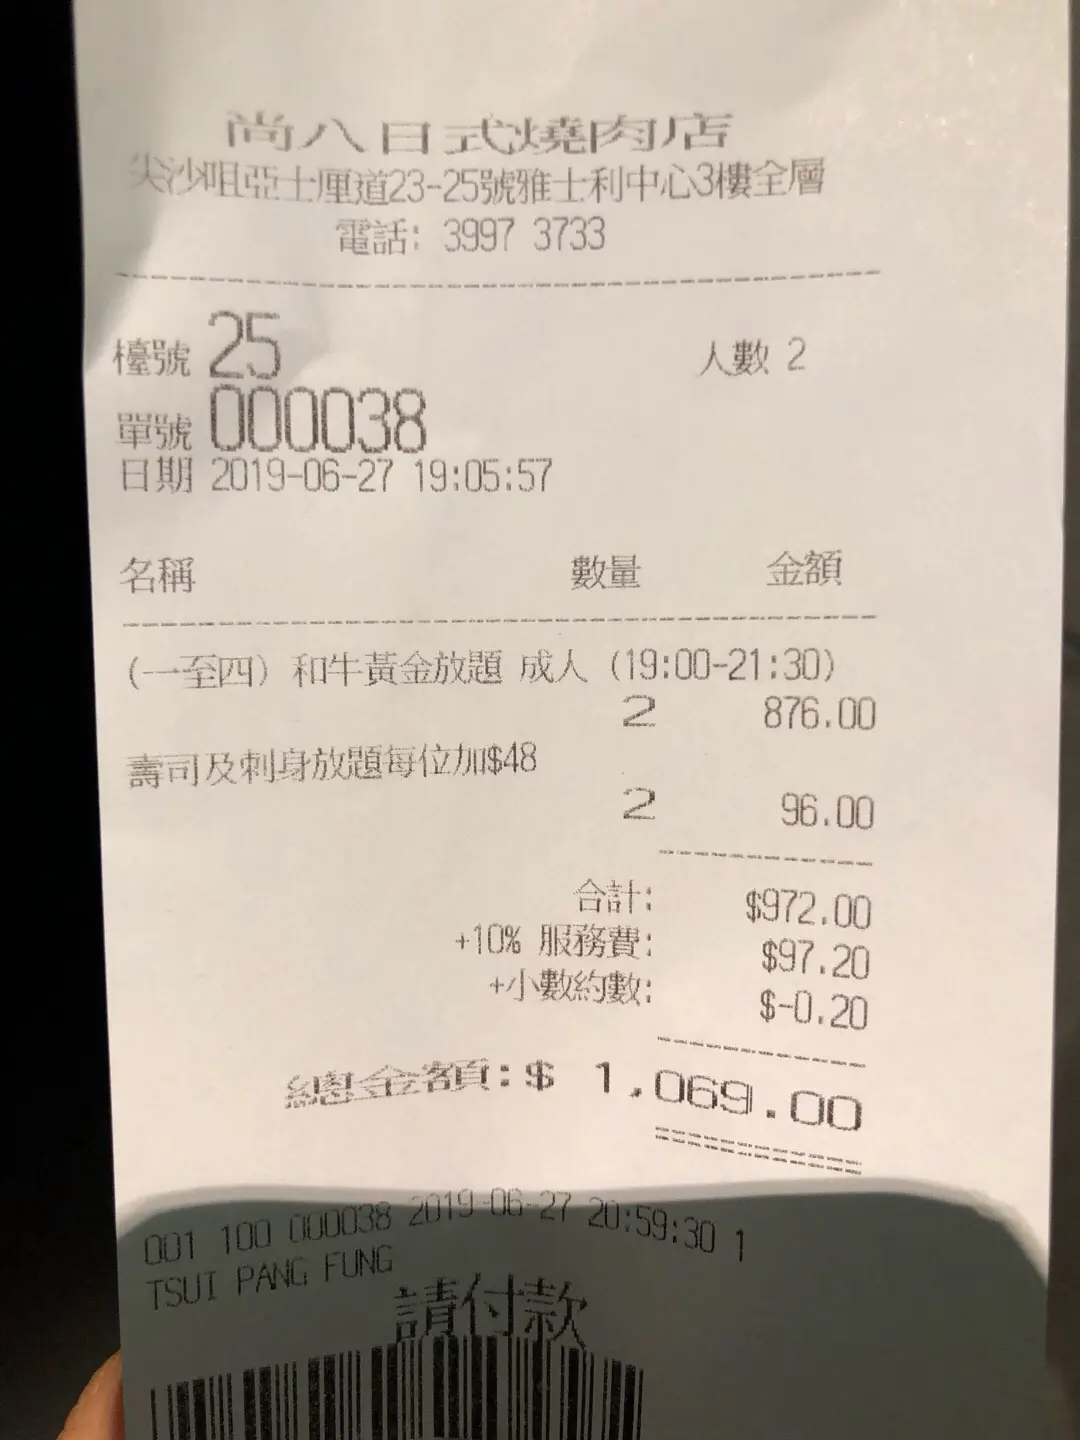 尚八日式燒肉店
尖沙咀亞士厘道23-25號雅士利中心3樓全層
電話: 3997 3733
檯號 25 人數 2
單號 000038
日期 2019-06-27 19:05:57
名稱 數量 金額
(一至四) 和牛黃金放題 成人 (19:00-21:30)
2 876.00
壽司及刺身放題每位加$48
2 96.00
合計: $972.00
+10% 服務費: $97.20
+小數約數: $-0.20
總金額:$ 1,069.00
001 100 000038 2019-06-27 20:59:30 1
TSUI PANG FUNG
請付款